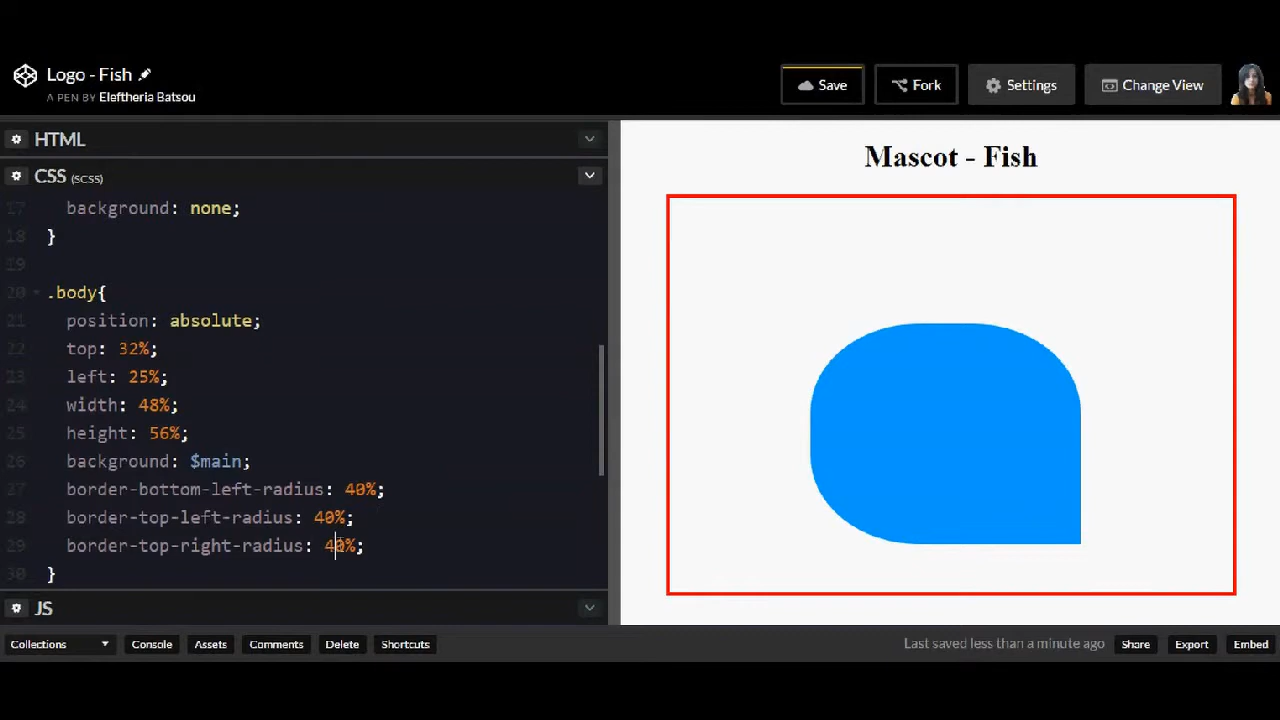 Logo - Fish
A PEN BY Eleftheria Batsou
Save
Fork
Settings
Change View
HTML
CSS (SCSS)
17 background: none;
18 }
19
20 .body{
21 position: absolute;
22 top: 32%;
23 left: 25%;
24 width: 48%;
25 height: 56%;
26 background: $main;
27 border-bottom-left-radius: 40%;
28 border-top-left-radius: 40%;
29 border-top-right-radius: 40%;
30 }
JS
Mascot - Fish
Collections
Console
Assets
Comments
Delete
Shortcuts
Last saved less than a minute ago
Share
Export
Embed